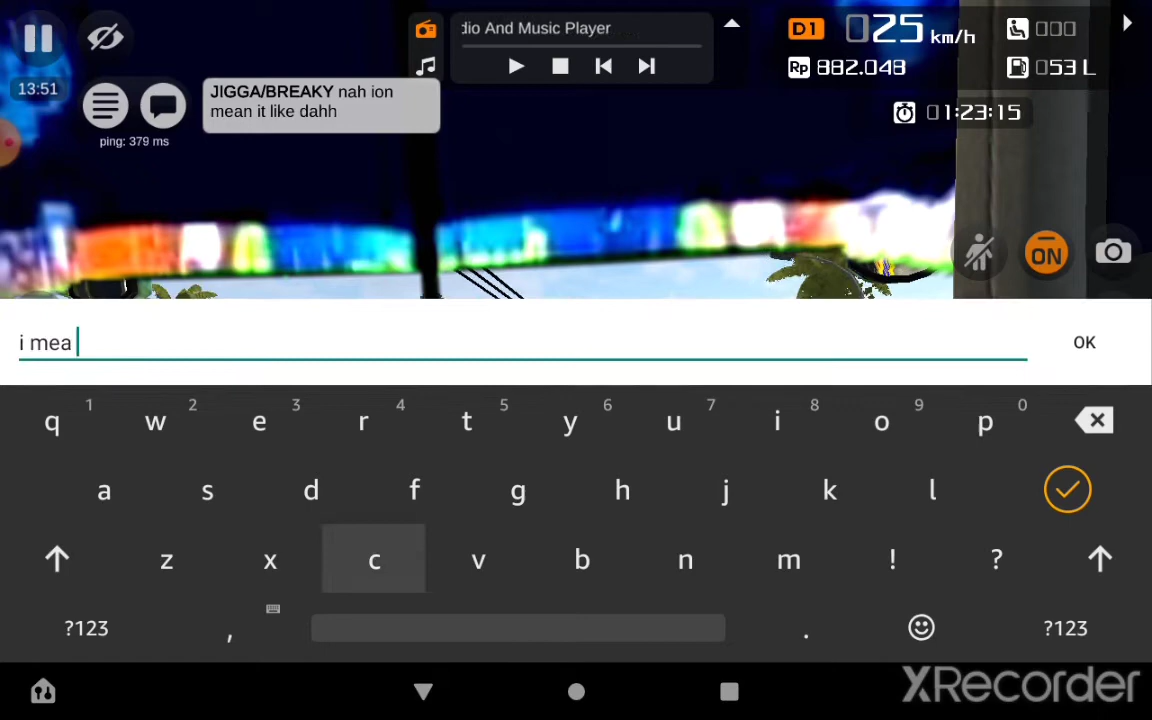 dio And Music Player
D1 025 km/h
000
Rp 882.048
053 L
13:51
JIGGA/BREAKY nah ion
mean it like dahh
ping: 379 ms
01:23:15
ON
i mea
OK
1 2 3 4 5 6 7 8 9 0
q w e r t y u i o p
a s d f g h j k l
z x c v b n m ! ?
?123 , . ?123
XRecorder